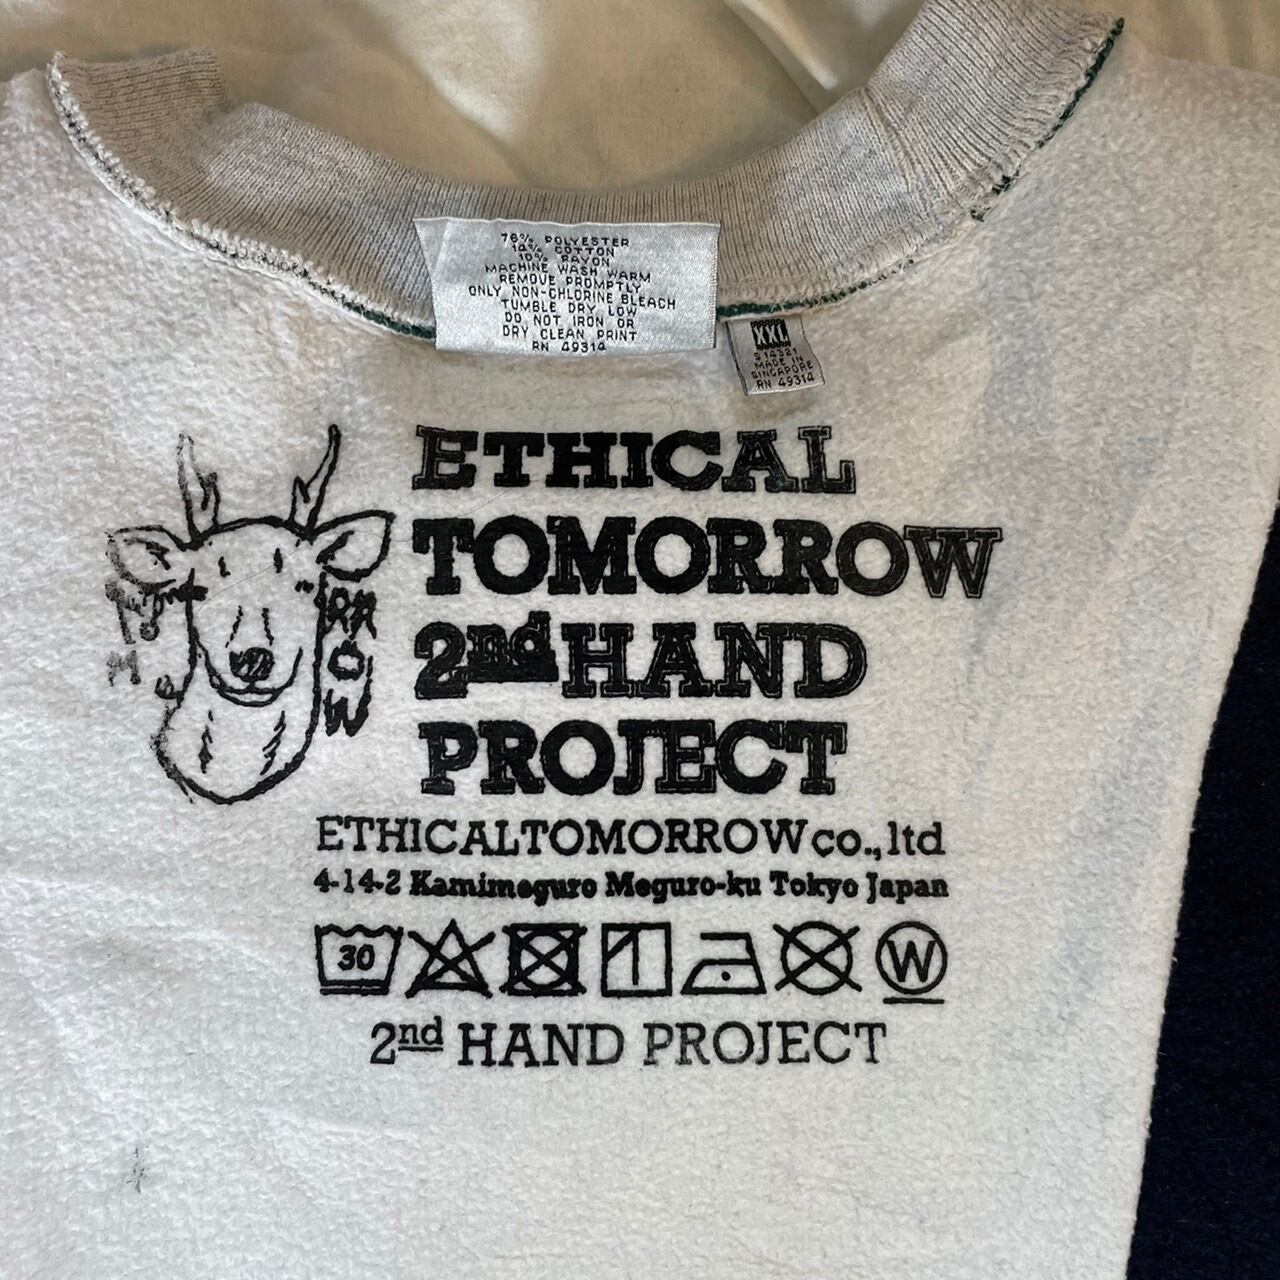 76% POLYESTER
14% COTTON
10% RAYON
MACHINE WASH WARM
REMOVE PROMPTLY
ONLY NON-CHLORINE BLEACH
TUMBLE DRY LOW
DO NOT IRON OR
DRY CLEAN PRINT
RN 49314
XXL
S14321
MADE IN
SINGAPORE
RN 49314
ETHICAL
TOMORROW
2nd HAND
PROJECT
RR
O
W
ETHICALTOMORROW co.,ltd
4-14-2 Kamimeguro Meguro-ku Tokyo Japan
30
W
2nd HAND PROJECT